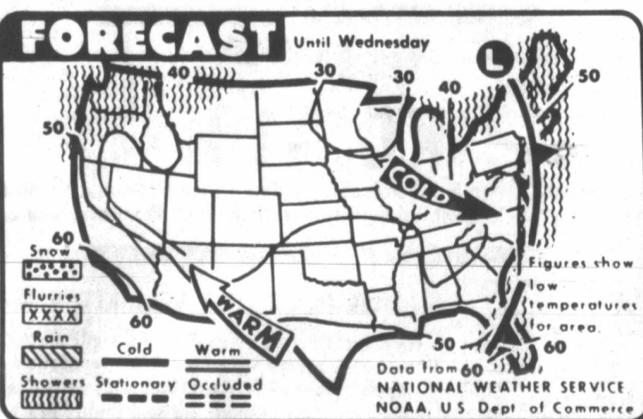 FORECAST Until Wednesday
L
40 30 30 40 50
50
COLD
60
Snow
Flurries
Rain
Showers
60
WARM
Cold Warm
Stationary Occluded
Figures show
low
temperatures
for area.
50 60
Data from 60
NATIONAL WEATHER SERVICE,
NOAA, U.S. Dept. of Commerce